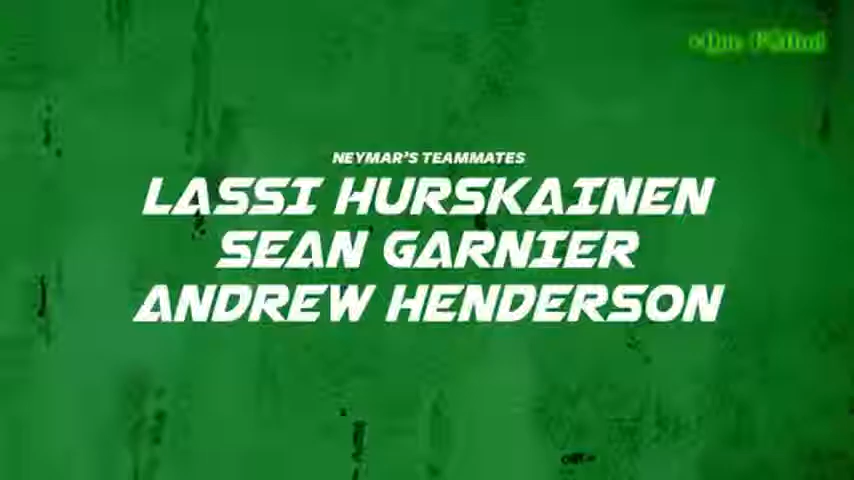 NEYMAR'S TEAMMATES
LASSI HURSKAINEN
SEAN GARNIER
ANDREW HENDERSON